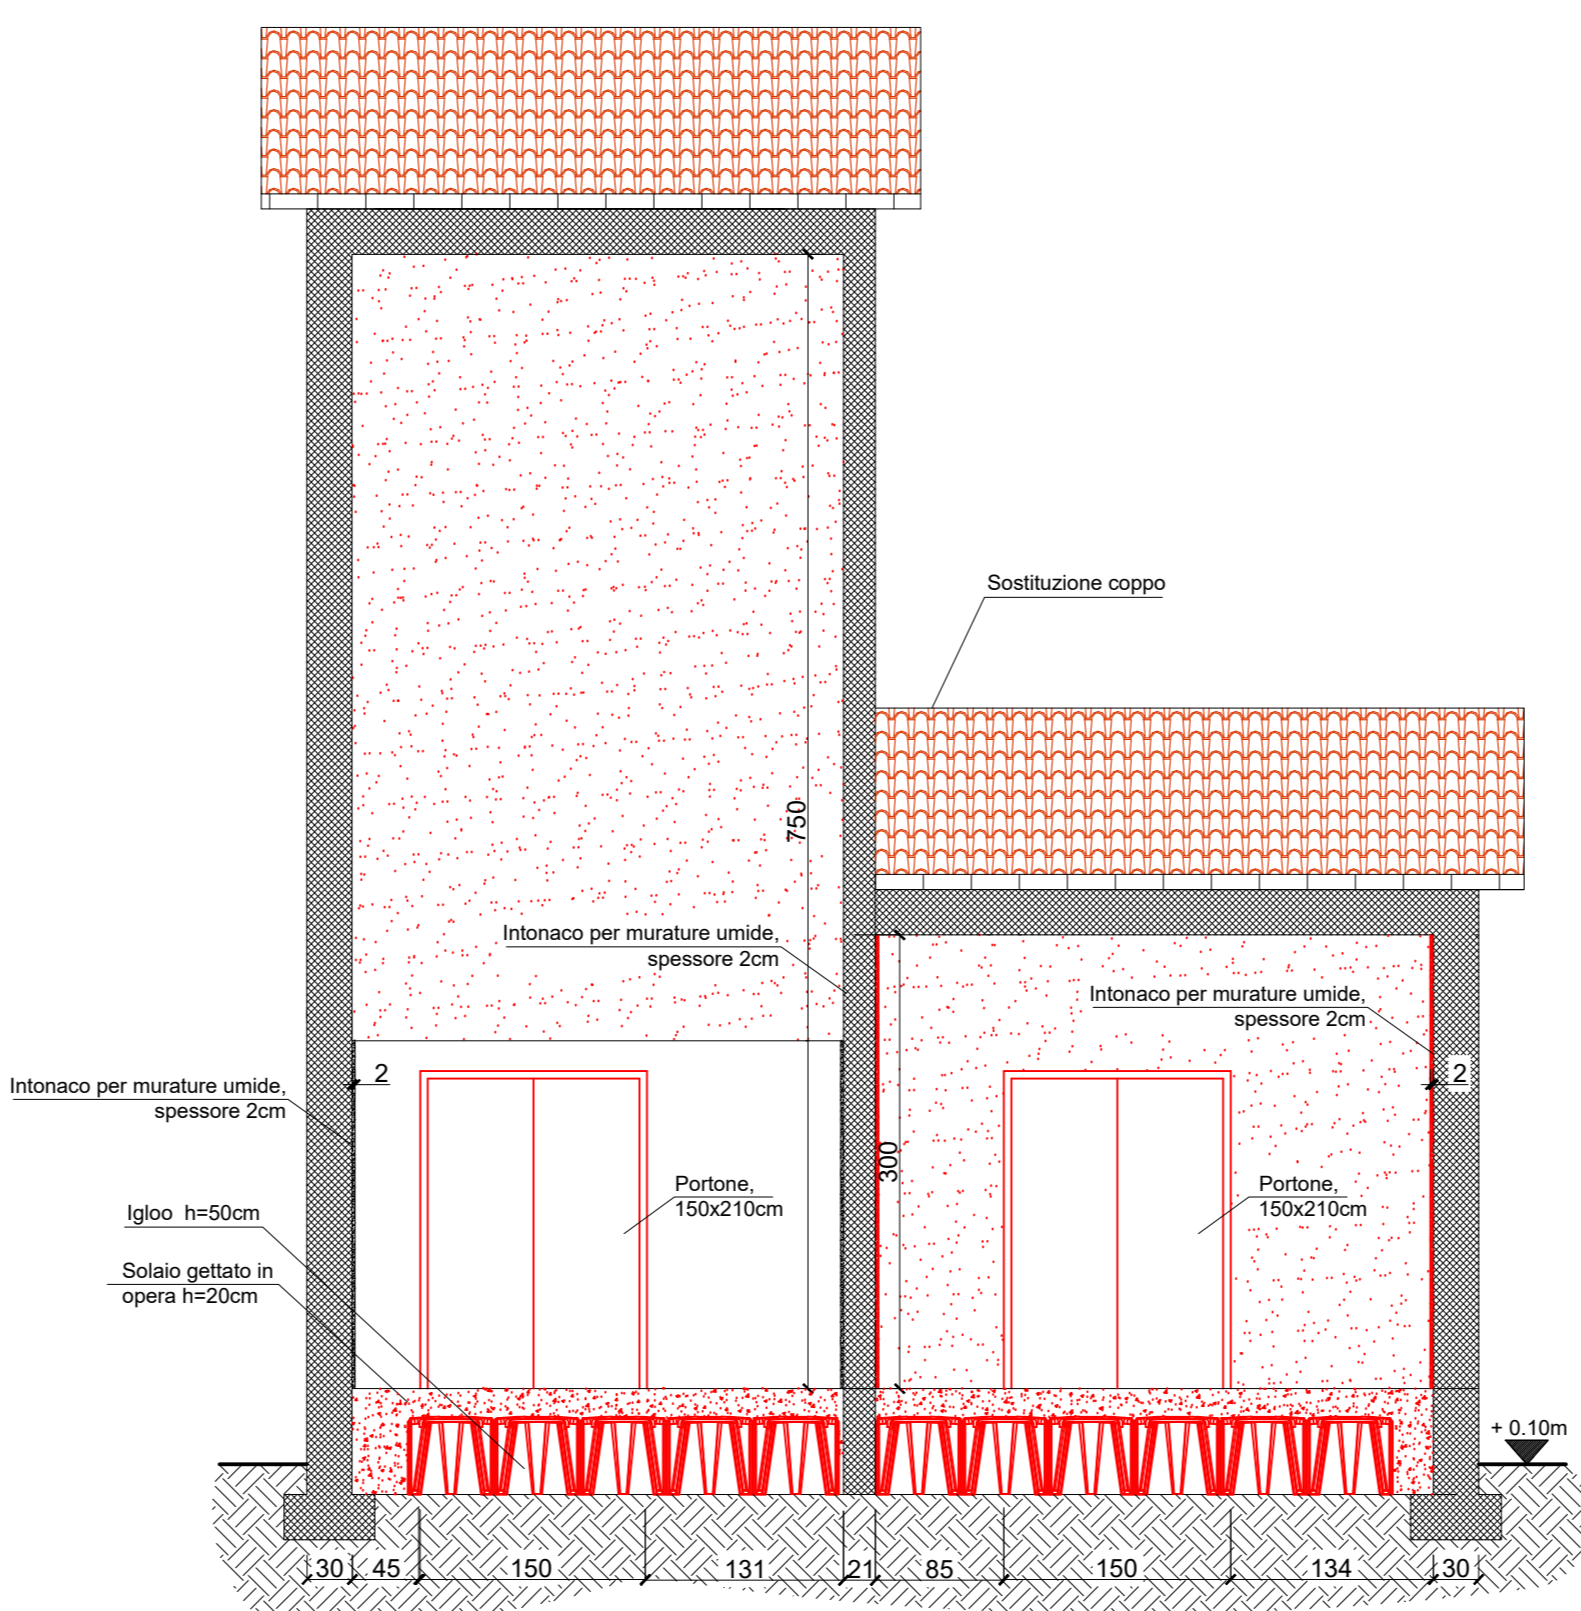 Sostituzione coppo
750
Intonaco per murature umide,
spessore 2cm
Intonaco per murature umide,
spessore 2cm
2
2
Intonaco per murature umide,
spessore 2cm
300
Portone,
150x210cm
Portone,
150x210cm
Igloo h=50cm
Solaio gettato in
opera h=20cm
+ 0.10m
30 45 150 131 21 85 150 134 30